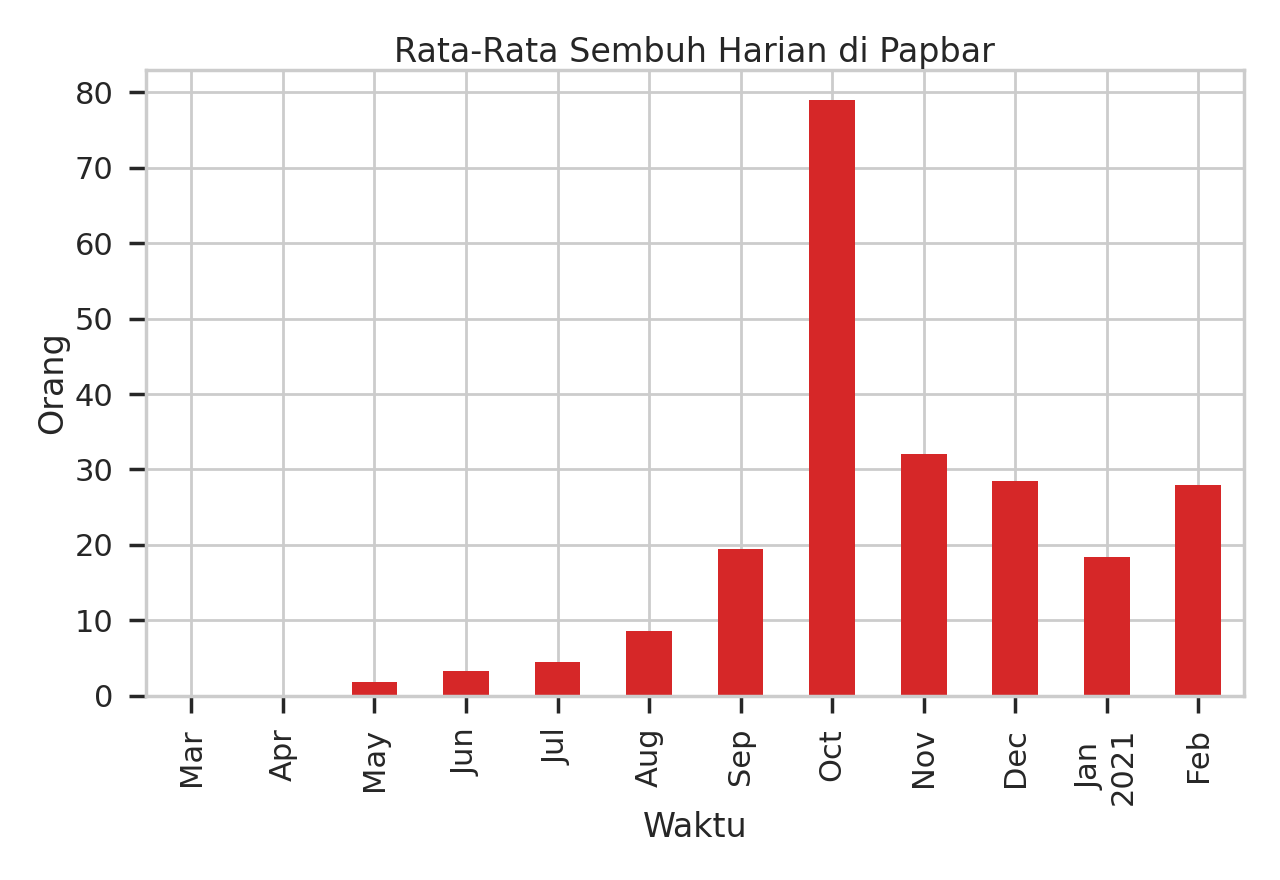 Rata-Rata Sembuh Harian di Papbar
Orang
80
70
60
50
40
30
20
10
0
Mar
Apr
May
Jun
Jul
Aug
Sep
Oct
Nov
Dec
Jan
2021
Feb
Waktu